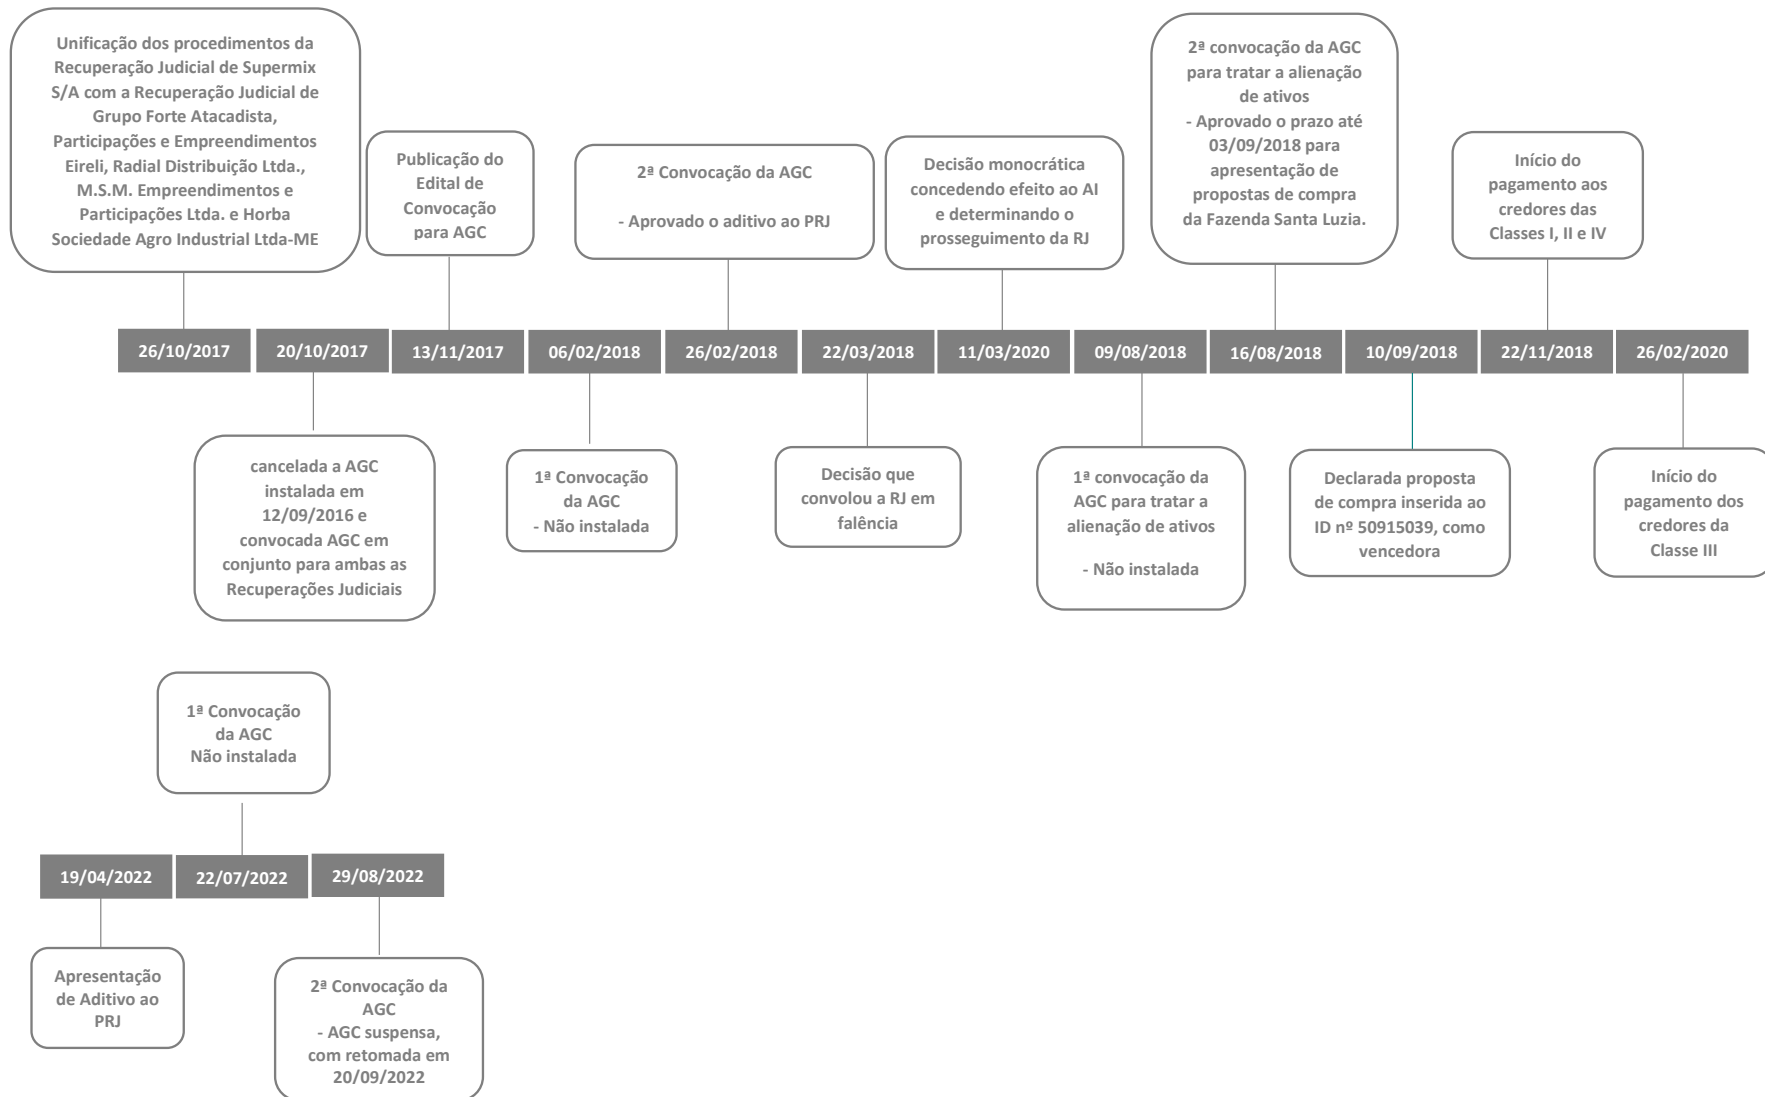 Unificação dos procedimentos da
Recuperação Judicial de Supermix
S/A com a Recuperação Judicial de
Grupo Forte Atacadista,
Participações e Empreendimentos
Eireli, Radial Distribuição Ltda.,
M.S.M. Empreendimentos e
Participações Ltda. e Horba
Sociedade Agro Industrial Ltda-ME
Publicação do
Edital de
Convocação
para AGC
2ª Convocação da AGC
- Aprovado o aditivo ao PRJ
Decisão monocrática
concedendo efeito ao AI
e determinando o
prosseguimento da RJ
2ª convocação da AGC
para tratar a alienação
de ativos
- Aprovado o prazo até
03/09/2018 para
apresentação de
propostas de compra
da Fazenda Santa Luzia.
Início do
pagamento aos
credores das
Classes I, II e IV
26/10/2017
20/10/2017
13/11/2017
06/02/2018
26/02/2018
22/03/2018
11/03/2020
09/08/2018
16/08/2018
10/09/2018
22/11/2018
26/02/2020
cancelada a AGC
instalada em
12/09/2016 e
convocada AGC em
conjunto para ambas as
Recuperações Judiciais
1ª Convocação
da AGC
- Não instalada
Decisão que
convolou a RJ em
falência
1ª convocação da
AGC para tratar a
alienação de ativos
- Não instalada
Declarada proposta
de compra inserida ao
ID nº 50915039, como
vencedora
Início do
pagamento dos
credores da
Classe III
1ª Convocação
da AGC
Não instalada
19/04/2022
22/07/2022
29/08/2022
Apresentação
de Aditivo ao
PRJ
2ª Convocação da
AGC
- AGC suspensa,
com retomada em
20/09/2022